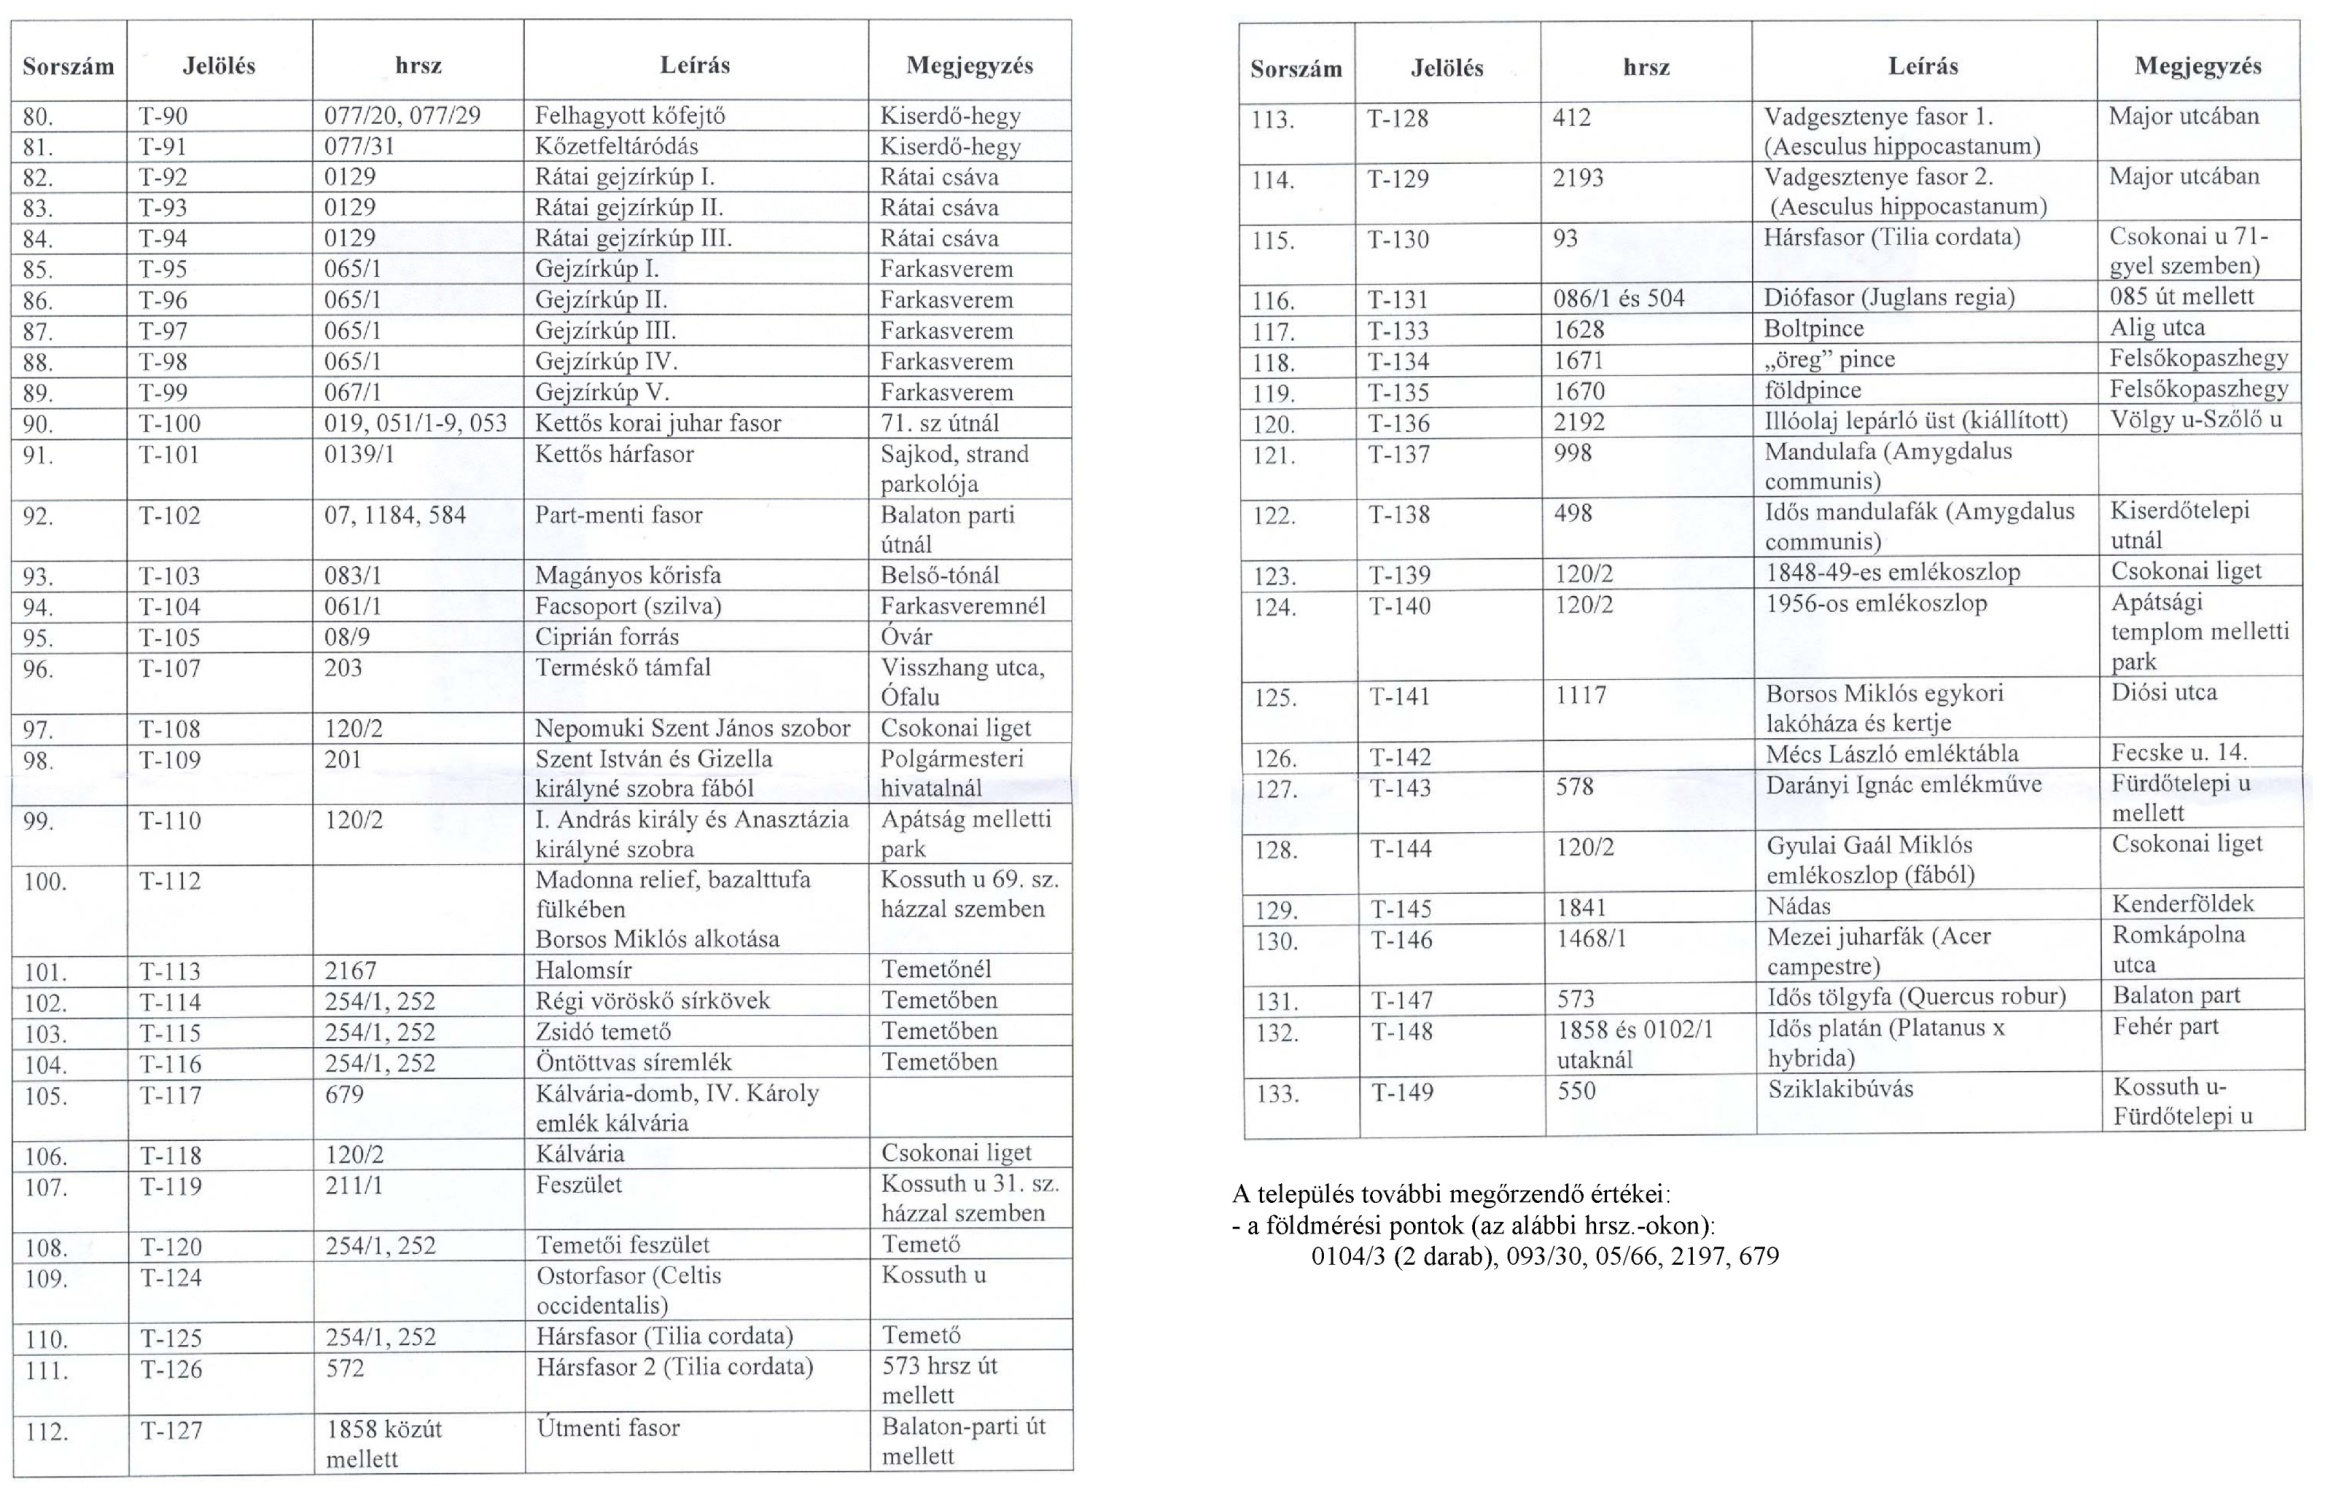 Sorszám Jelölés hrsz Leírás Megjegyzés
80. T-90 077/20, 077/29 Felhagyott kőfejtő Kiserdő-hegy
81. T-91 077/31 Kőzetfeltáródás Kiserdő-hegy
82. T-92 0129 Rátai gejzírkúp I. Rátai csáva
83. T-93 0129 Rátai gejzírkúp II. Rátai csáva
84. T-94 0129 Rátai gejzírkúp III. Rátai csáva
85. T-95 065/1 Gejzírkúp I. Farkasverem
86. T-96 065/1 Gejzírkúp II. Farkasverem
87. T-97 065/1 Gejzírkúp III. Farkasverem
88. T-98 065/1 Gejzírkúp IV. Farkasverem
89. T-99 067/1 Gejzírkúp V. Farkasverem
90. T-100 019, 051/1-9, 053 Kettős korai juhar fasor 71. sz útnál
91. T-101 0139/1 Kettős hárfasor Sajkod, strand
parkolója
92. T-102 07, 1184, 584 Part-menti fasor Balaton parti
útnál
93. T-103 083/1 Magányos kőrisfa Belső-tónál
94. T-104 061/1 Facsoport (szilva) Farkasveremnél
95. T-105 08/9 Ciprián forrás Óvár
96. T-107 203 Terméskő támfal Visszhang utca,
Ófalu
97. T-108 120/2 Nepomuki Szent János szobor Csokonai liget
98. T-109 201 Szent István és Gizella Polgármesteri
királyné szobra fából hivatalnál
99. T-110 120/2 I. András király és Anasztázia Apátság melletti
királyné szobra park
100. T-112 Madonna relief, bazalttufa Kossuth u 69. sz.
fülkében házzal szemben
Borsos Miklós alkotása
101. T-113 2167 Halomsír Temetőnél
102. T-114 254/1, 252 Régi vöröskő sírkövek Temetőben
103. T-115 254/1, 252 Zsidó temető Temetőben
104. T-116 254/1, 252 Öntöttvas síremlék Temetőben
105. T-117 679 Kálvária-domb, IV. Károly
emlék kálvária
106. T-118 120/2 Kálvária Csokonai liget
107. T-119 211/1 Feszület Kossuth u 31. sz.
házzal szemben
108. T-120 254/1, 252 Temetői feszület Temető
109. T-124 Ostorfasor (Celtis Kossuth u
occidentalis)
110. T-125 254/1, 252 Hársfasor (Tilia cordata) Temető
111. T-126 572 Hársfasor 2 (Tilia cordata) 573 hrsz út
mellett
112. T-127 1858 közút Útmenti fasor Balaton-parti út
mellett mellett
Sorszám Jelölés hrsz Leírás Megjegyzés
113. T-128 412 Vadgesztenye fasor 1. Major utcában
(Aesculus hippocastanum)
114. T-129 2193 Vadgesztenye fasor 2. Major utcában
(Aesculus hippocastanum)
115. T-130 93 Hársfasor (Tilia cordata) Csokonai u 71-
gyel szemben)
116. T-131 086/1 és 504 Diófasor (Juglans regia) 085 út mellett
117. T-133 1628 Boltpince Alig utca
118. T-134 1671 „öreg” pince Felsőkopaszhegy
119. T-135 1670 földpince Felsőkopaszhegy
120. T-136 2192 Illóolaj lepárló üst (kiállított) Völgy u-Szőlő u
121. T-137 998 Mandulafa (Amygdalus
communis)
122. T-138 498 Idős mandulafák (Amygdalus Kiserdőtelepi
communis) utnál
123. T-139 120/2 1848-49-es emlékoszlop Csokonai liget
124. T-140 120/2 1956-os emlékoszlop Apátsági
templom melletti
park
125. T-141 1117 Borsos Miklós egykori Diósi utca
lakóháza és kertje
126. T-142 Mécs László emléktábla Fecske u. 14.
127. T-143 578 Darányi Ignác emlékműve Fürdőtelepi u
mellett
128. T-144 120/2 Gyulai Gaál Miklós Csokonai liget
emlékoszlop (fából)
129. T-145 1841 Nádas Kenderföldek
130. T-146 1468/1 Mezei juharfák (Acer Romkápolna
campestre) utca
131. T-147 573 Idős tölgyfa (Quercus robur) Balaton part
132. T-148 1858 és 0102/1 Idős platán (Platanus x Fehér part
utaknál hybrida)
133. T-149 550 Sziklakibúvás Kossuth u-
Fürdőtelepi u
A település további megőrzendő értékei:
- a földmérési pontok (az alábbi hrsz.-okon):
0104/3 (2 darab), 093/30, 05/66, 2197, 679